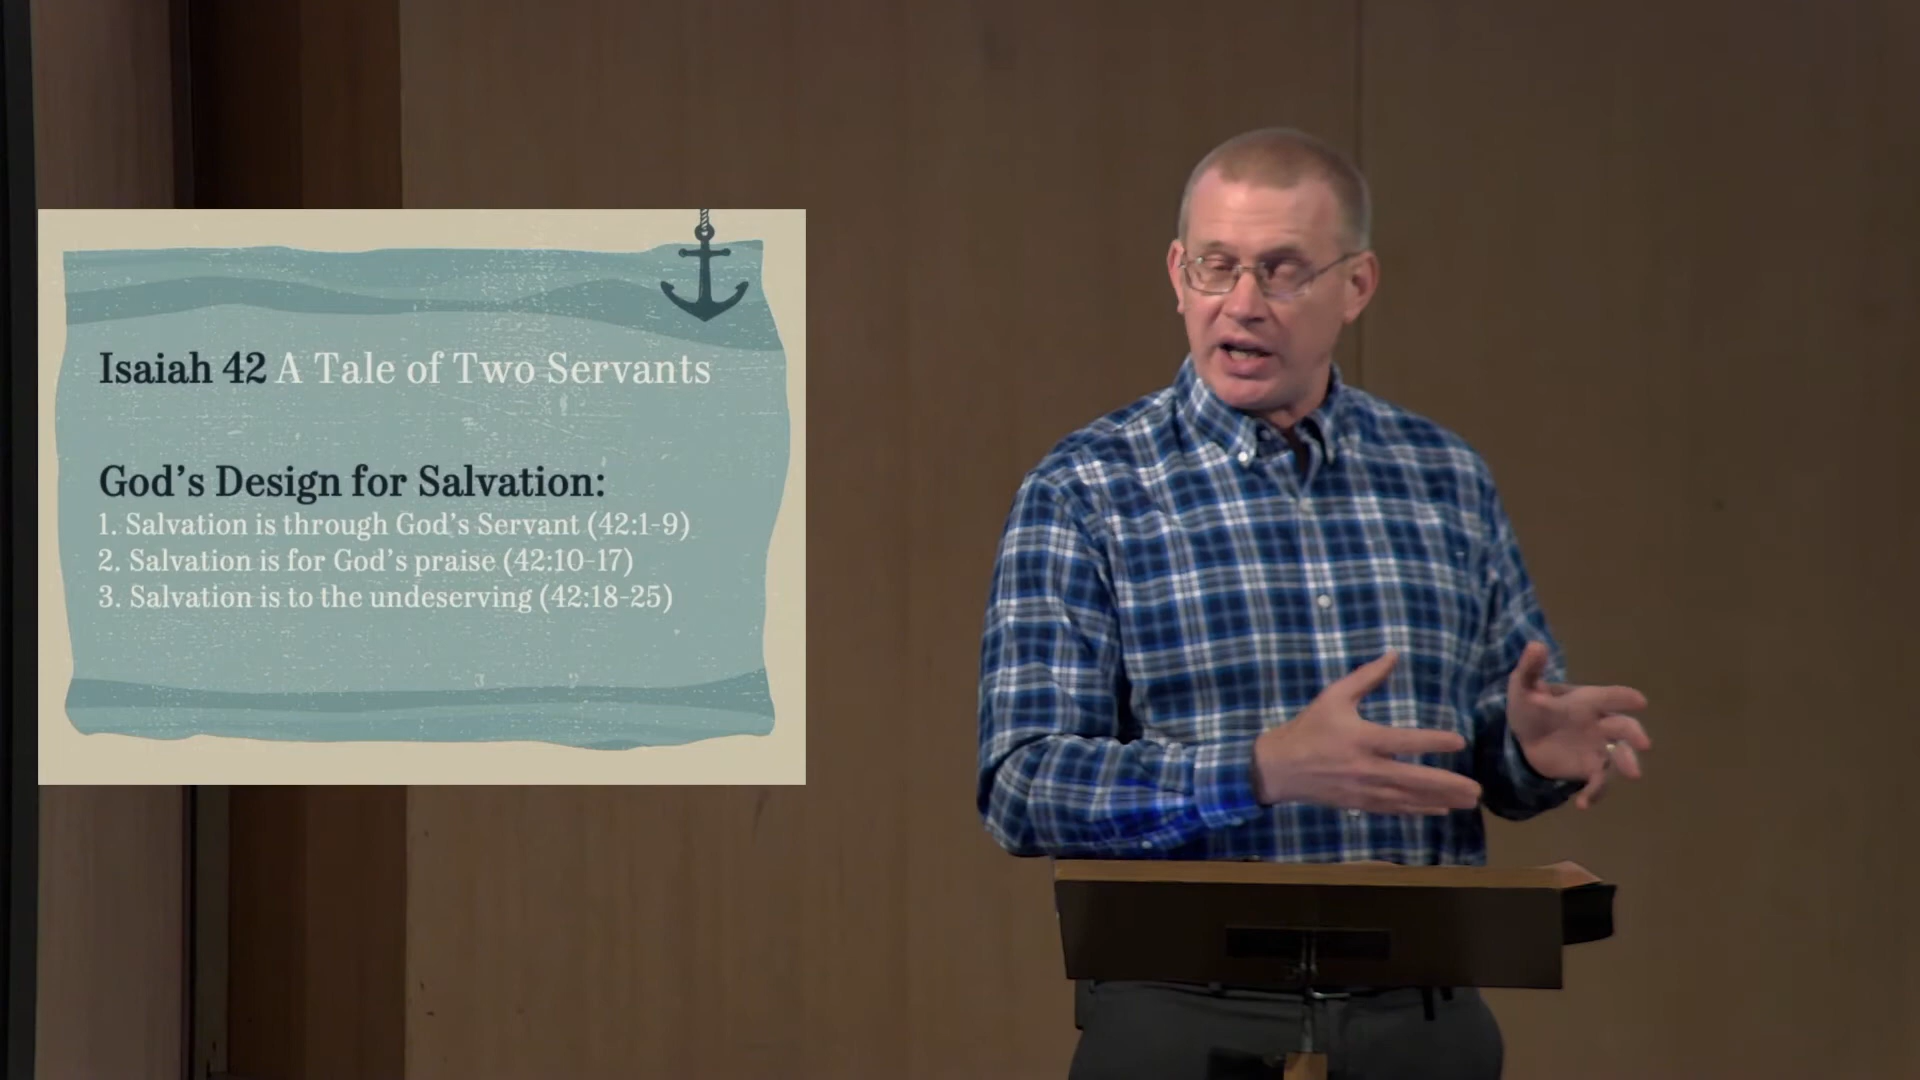 Isaiah 42 A Tale of Two Servants
God's Design for Salvation:
1. Salvation is through God's Servant (42:1-9)
2. Salvation is for God's praise (42:10-17)
3. Salvation is to the undeserving (42:18-25)